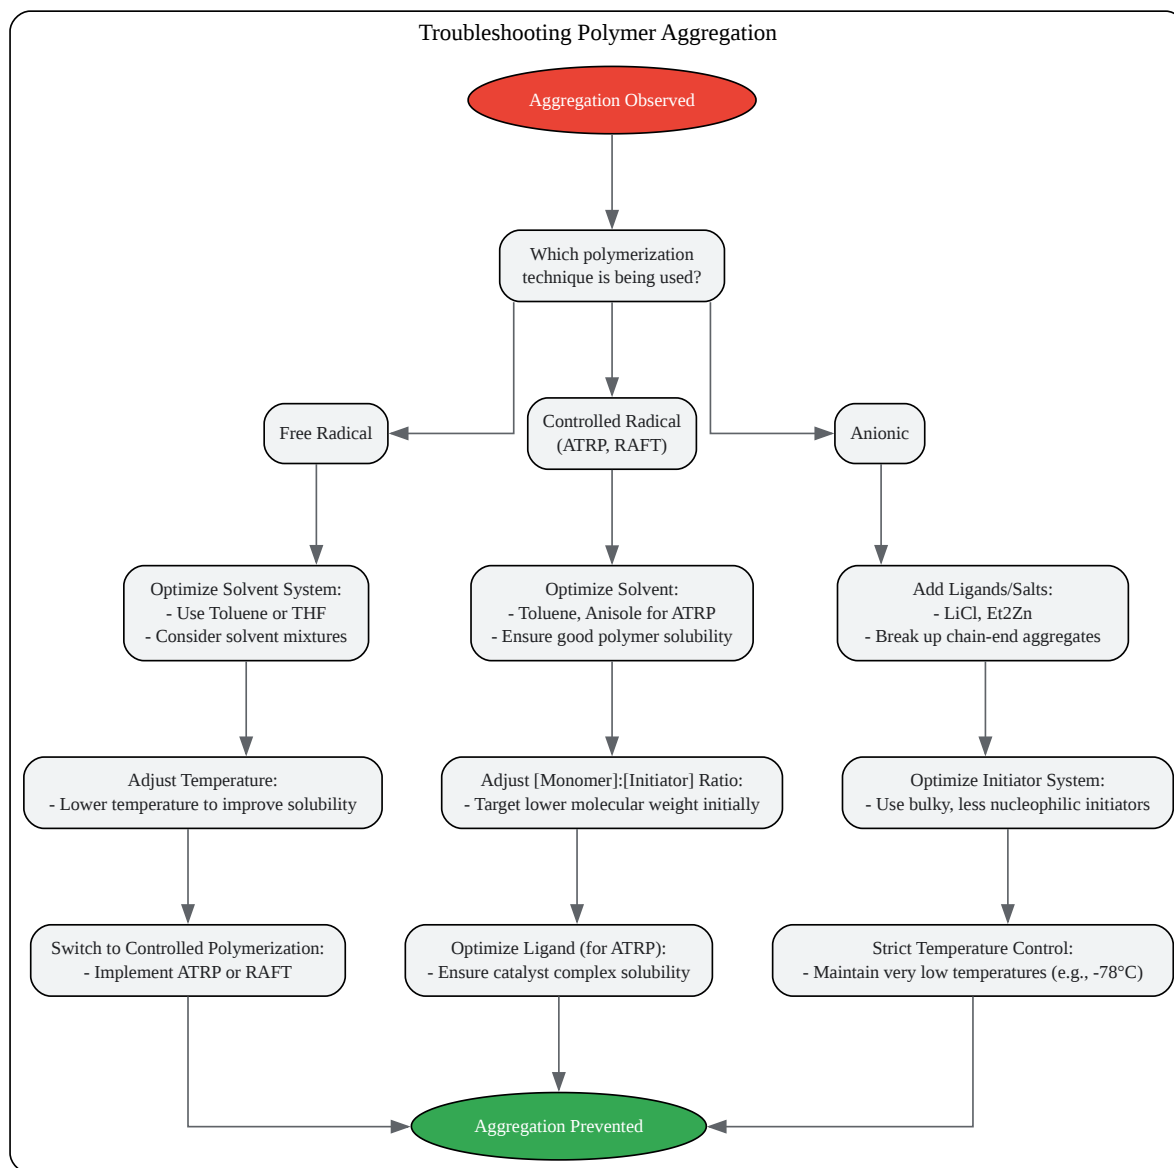 Troubleshooting Polymer Aggregation
Aggregation Observed
Which polymerization
technique is being used?
Free Radical
Controlled Radical
(ATRP, RAFT)
Anionic
Optimize Solvent System:
- Use Toluene or THF
- Consider solvent mixtures
Optimize Solvent:
- Toluene, Anisole for ATRP
- Ensure good polymer solubility
Add Ligands/Salts:
- LiCl, Et2Zn
- Break up chain-end aggregates
Adjust Temperature:
- Lower temperature to improve solubility
Adjust [Monomer]:[Initiator] Ratio:
- Target lower molecular weight initially
Optimize Initiator System:
- Use bulky, less nucleophilic initiators
Switch to Controlled Polymerization:
- Implement ATRP or RAFT
Optimize Ligand (for ATRP):
- Ensure catalyst complex solubility
Strict Temperature Control:
- Maintain very low temperatures (e.g., -78°C)
Aggregation Prevented